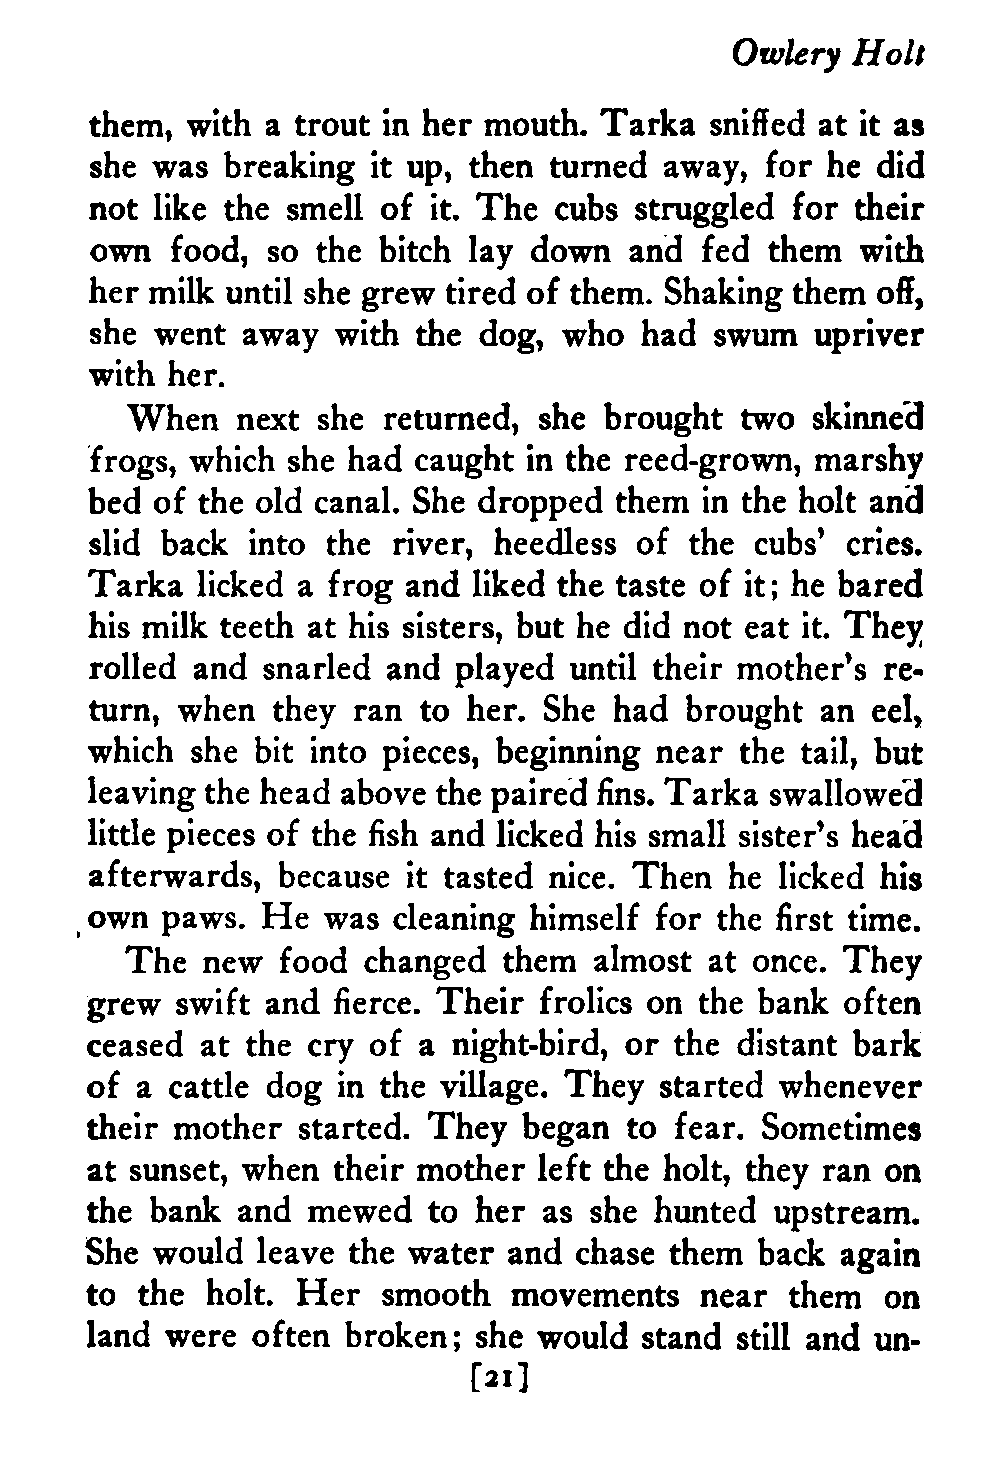 Owlery Holt
them, with a trout in her mouth. Tarka sniffed at it as
she was breaking it up, then turned away, for he did
not like the smell of it. The cubs struggled for their
own food, so the bitch lay down and fed them with
her milk until she grew tired of them. Shaking them off,
she went away with the dog, who had swum upriver
with her.
When next she returned, she brought two skinned
frogs, which she had caught in the reed-grown, marshy
bed of the old canal. She dropped them in the holt and
slid back into the river, heedless of the cubs' cries.
Tarka licked a frog and liked the taste of it; he bared
his milk teeth at his sisters, but he did not eat it. They
rolled and snarled and played until their mother's re-
turn, when they ran to her. She had brought an eel,
which she bit into pieces, beginning near the tail, but
leaving the head above the paired fins. Tarka swallowed
little pieces of the fish and licked his small sister's head
afterwards, because it tasted nice. Then he licked his
own paws. He was cleaning himself for the first time.
The new food changed them almost at once. They
grew swift and fierce. Their frolics on the bank often
ceased at the cry of a night-bird, or the distant bark
of a cattle dog in the village. They started whenever
their mother started. They began to fear. Sometimes
at sunset, when their mother left the holt, they ran on
the bank and mewed to her as she hunted upstream.
She would leave the water and chase them back again
to the holt. Her smooth movements near them on
land were often broken; she would stand still and un-
[21]